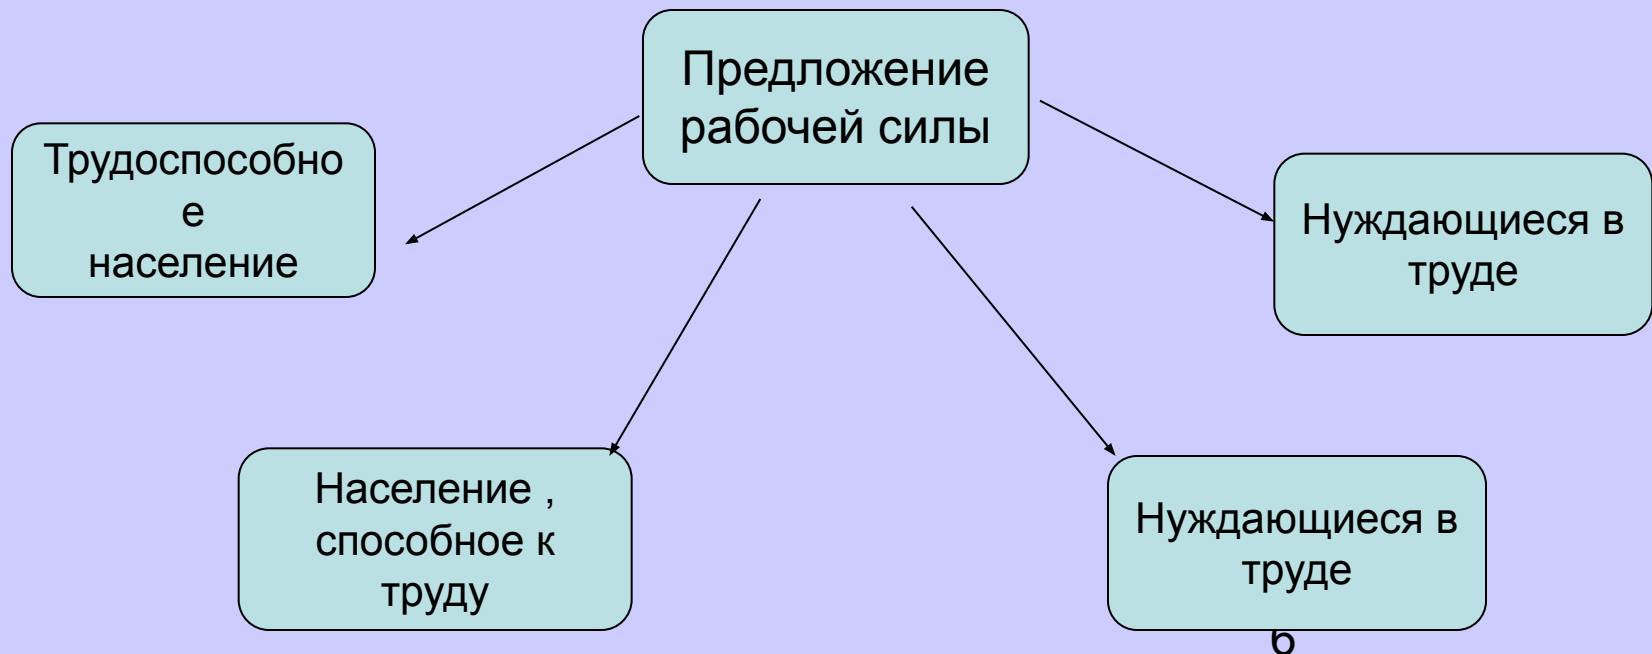 Предложение
рабочей силы
Трудоспособно
е
население
Нуждающиеся в
труде
Население ,
способное к
труду
Нуждающиеся в
труде
6